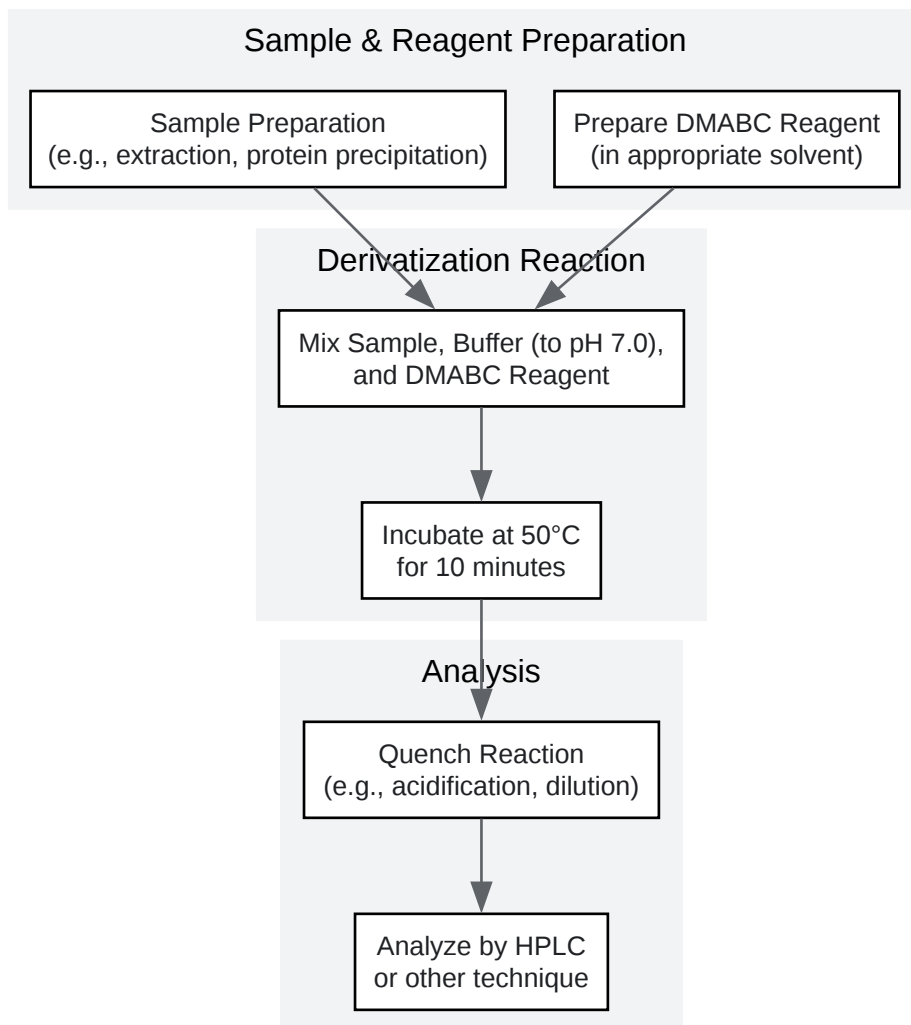 Sample & Reagent Preparation
Sample Preparation
(e.g., extraction, protein precipitation)
Prepare DMABC Reagent
(in appropriate solvent)
Derivatization Reaction
Mix Sample, Buffer (to pH 7.0),
and DMABC Reagent
Incubate at 50°C
for 10 minutes
Analysis
Quench Reaction
(e.g., acidification, dilution)
Analyze by HPLC
or other technique